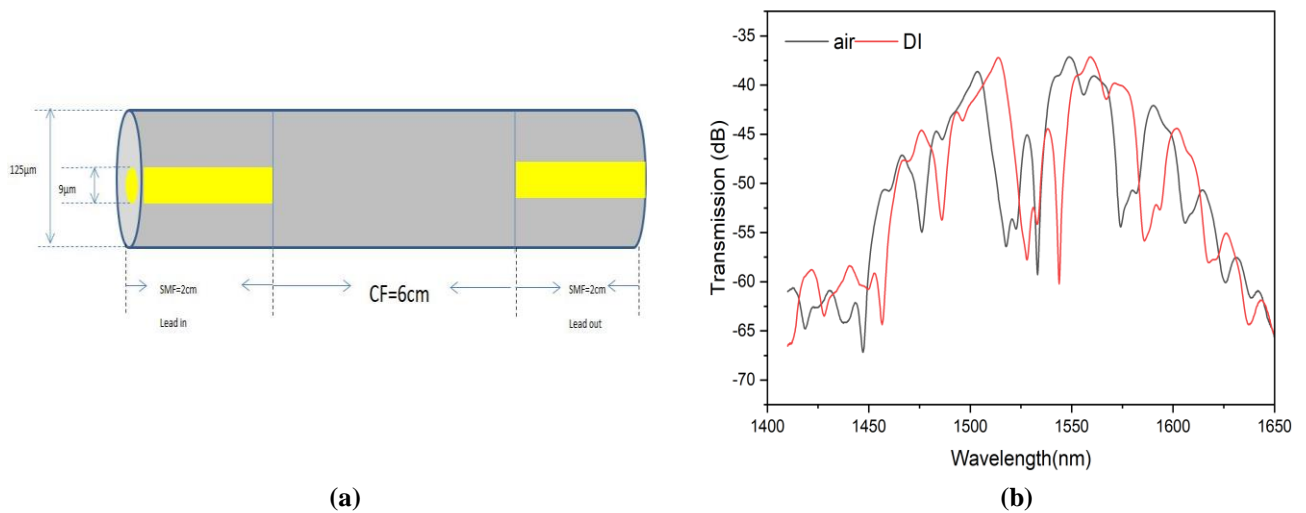 125µm
9µm
SMF=2cm
CF=6cm
SMF=2cm
Lead in
Lead out
(a)
air
DI
Transmission (dB)
-35
-40
-45
-50
-55
-60
-65
-70
1400
1450
1500
1550
1600
1650
Wavelength(nm)
(b)